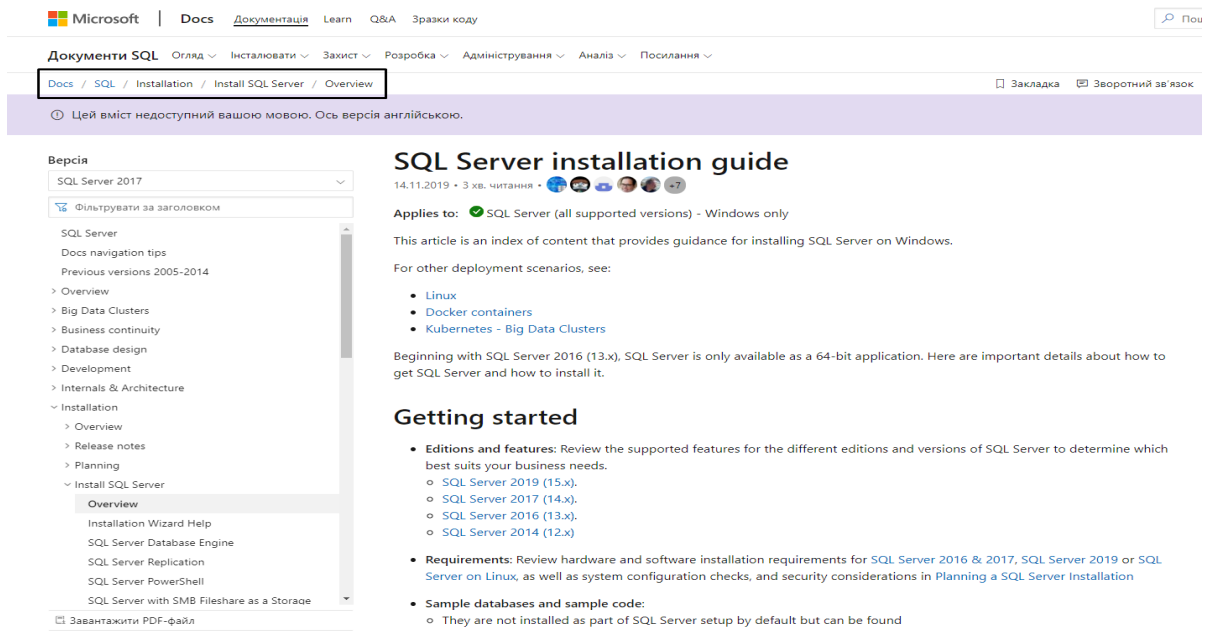 Microsoft Docs Документація Learn Q&A Зразки коду
Документи SQL Огляд Інсталювати Захист Розробка Адміністрування Аналіз Посилання
Docs / SQL / Installation / Install SQL Server / Overview Закладка Зворотний зв'язок
Цей вміст недоступний вашою мовою. Ось версія англійською.
Версія
SQL Server 2017
Фільтрувати за заголовком
SQL Server
Docs navigation tips
Previous versions 2005-2014
Overview
Big Data Clusters
Business continuity
Database design
Development
Internals & Architecture
Installation
Overview
Release notes
Planning
Install SQL Server
Overview
Installation Wizard Help
SQL Server Database Engine
SQL Server Replication
SQL Server PowerShell
SQL Server with SMB Fileshare as a Storage
Завантажити PDF-файл
SQL Server installation guide
14.11.2019 • 3 хв. читання • +7
Applies to: SQL Server (all supported versions) - Windows only
This article is an index of content that provides guidance for installing SQL Server on Windows.
For other deployment scenarios, see:
• Linux
• Docker containers
• Kubernetes - Big Data Clusters
Beginning with SQL Server 2016 (13.x), SQL Server is only available as a 64-bit application. Here are important details about how to
get SQL Server and how to install it.
Getting started
• Editions and features: Review the supported features for the different editions and versions of SQL Server to determine which
best suits your business needs.
○ SQL Server 2019 (15.x).
○ SQL Server 2017 (14.x).
○ SQL Server 2016 (13.x).
○ SQL Server 2014 (12.x)
• Requirements: Review hardware and software installation requirements for SQL Server 2016 & 2017, SQL Server 2019 or SQL
Server on Linux, as well as system configuration checks, and security considerations in Planning a SQL Server Installation
• Sample databases and sample code:
○ They are not installed as part of SQL Server setup by default but can be found